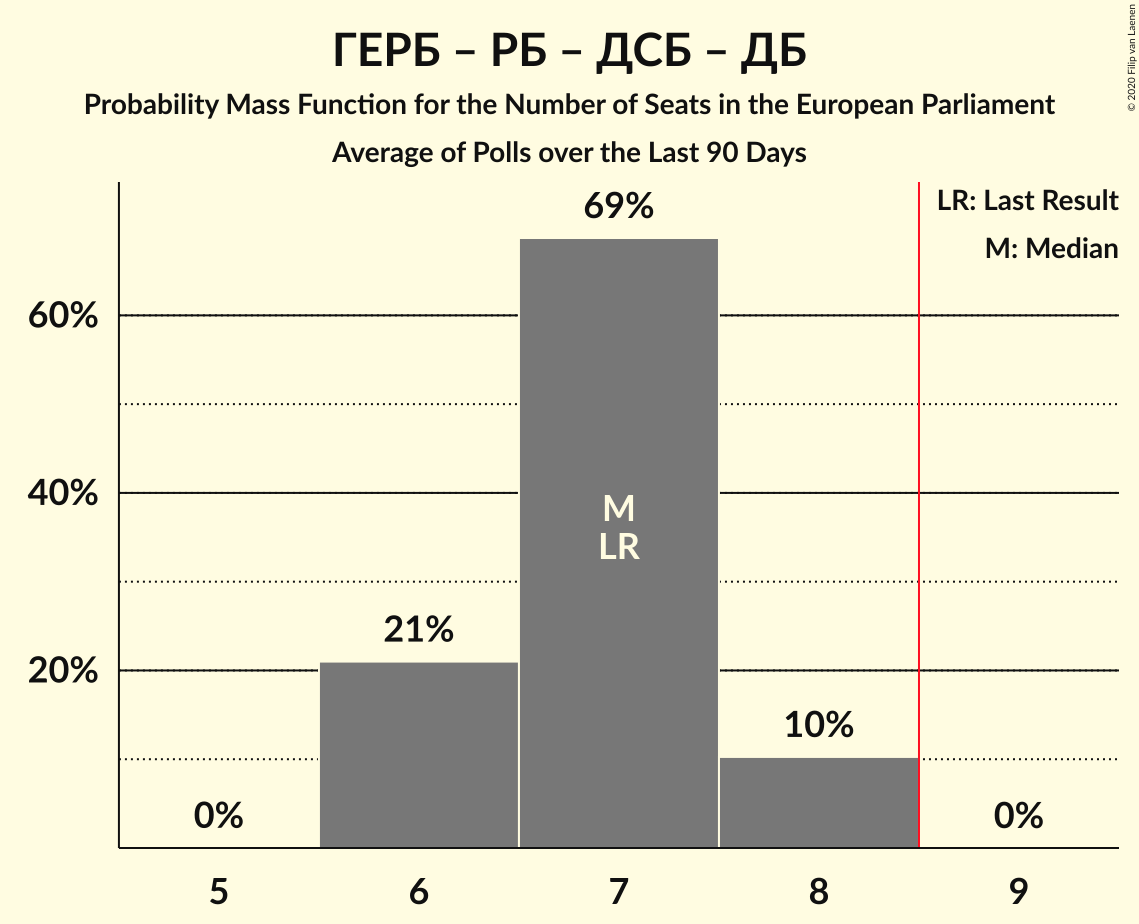 ГЕРБ – РБ – ДСБ – ДБ
Probability Mass Function for the Number of Seats in the European Parliament
Average of Polls over the Last 90 Days
© 2020 Filip van Laenen
LR: Last Result
M: Median
69%
60%
M
LR
40%
21%
20%
10%
0%
0%
5
6
7
8
9